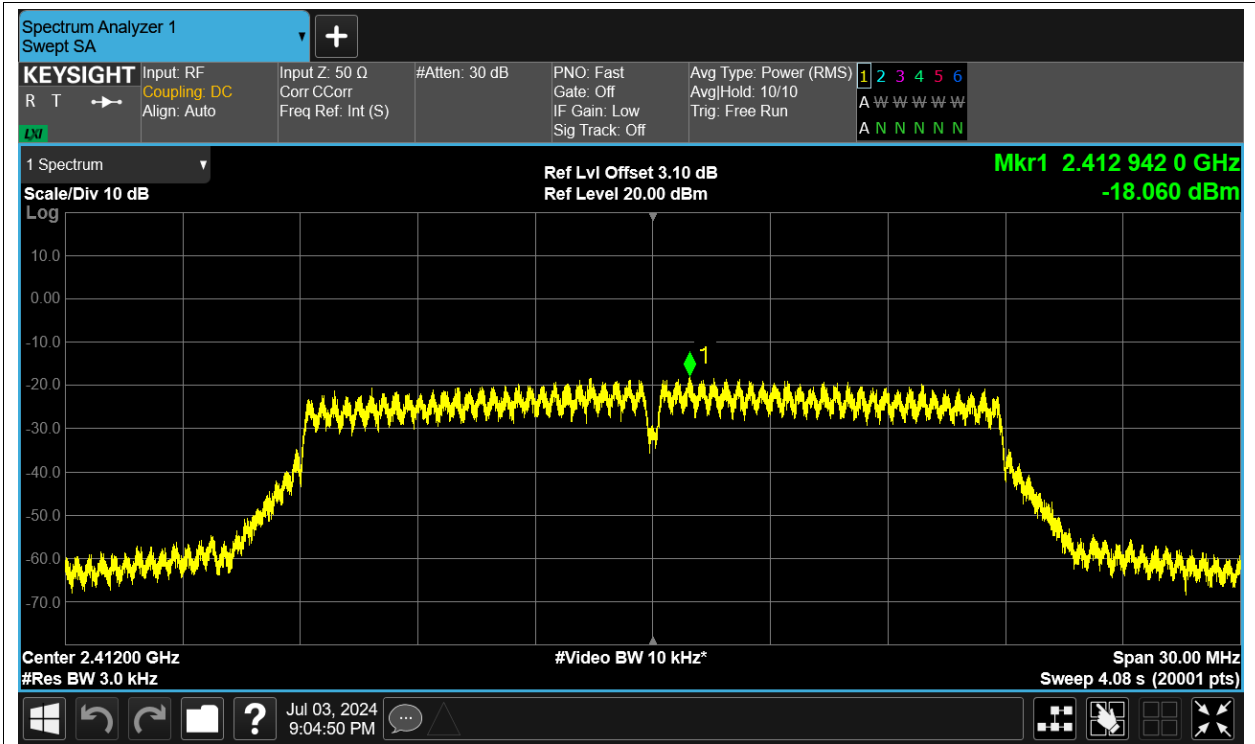 Spectrum Analyzer 1
Swept SA
KEYSIGHT
R T
LXI
Input: RF
Coupling: DC
Align: Auto
Input Z: 50 Ω
Corr CCorr
Freq Ref: Int (S)
#Atten: 30 dB
PNO: Fast
Gate: Off
IF Gain: Low
Sig Track: Off
Avg Type: Power (RMS)
Avg|Hold: 10/10
Trig: Free Run
1 2 3 4 5 6
A W W W W W
A N N N N N
1 Spectrum
Scale/Div 10 dB
Log
Ref Lvl Offset 3.10 dB
Ref Level 20.00 dBm
Mkr1 2.412 942 0 GHz
-18.060 dBm
10.0
0.00
-10.0
1
-20.0
-30.0
-40.0
-50.0
-60.0
-70.0
Center 2.41200 GHz
#Res BW 3.0 kHz
#Video BW 10 kHz*
Span 30.00 MHz
Sweep 4.08 s (20001 pts)
?
Jul 03, 2024
9:04:50 PM